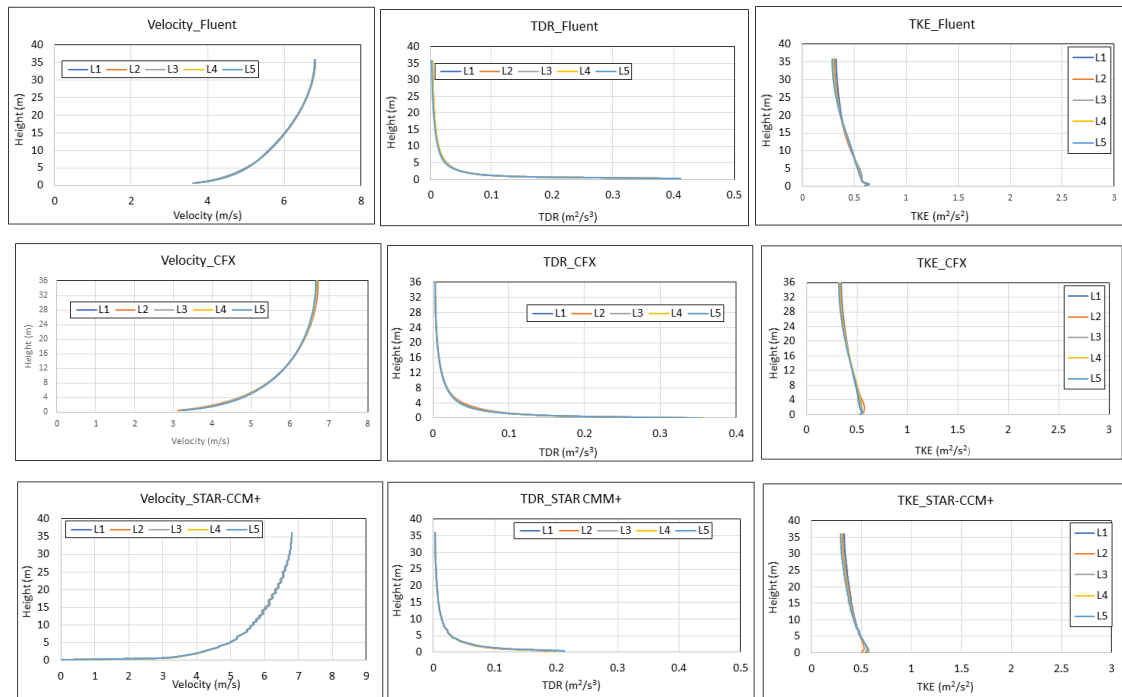 Velocity_Fluent
40
35
30
25
20
15
10
5
0
Height (m)
L1 L2 L3 L4 L5
0 2 4 6 8
Velocity (m/s)
TDR_Fluent
40
35
30
25
20
15
10
5
0
Height (m)
L1 L2 L3 L4 L5
0 0.1 0.2 0.3 0.4 0.5
TDR (m²/s³)
TKE_Fluent
40
35
30
25
20
15
10
5
0
Height (m)
L1
L2
L3
L4
L5
0 0.5 1 1.5 2 2.5 3
TKE (m²/s²)
Velocity_CFX
36
32
28
24
20
16
12
8
4
0
Height (m)
L1 L2 L3 L4 L5
0 1 2 3 4 5 6 7 8
Velocity (m/s)
TDR_CFX
36
32
28
24
20
16
12
8
4
0
Height (m)
L1 L2 L3 L4 L5
0 0.1 0.2 0.3 0.4
TDR (m²/s³)
TKE_CFX
36
32
28
24
20
16
12
8
4
0
Height (m)
L1
L2
L3
L4
L5
0 0.5 1 1.5 2 2.5 3
TKE (m²/s²)
Velocity_STAR-CCM+
40
35
30
25
20
15
10
5
0
Height (m)
L1 L2 L3 L4 L5
0 1 2 3 4 5 6 7 8 9
Velocity (m/s)
TDR_STAR CMM+
40
35
30
25
20
15
10
5
0
Height (m)
L1 L2 L3 L4 L5
0 0.1 0.2 0.3 0.4 0.5
TDR (m²/s³)
TKE_STAR-CCM+
40
35
30
25
20
15
10
5
0
Height (m)
L1
L2
L3
L4
L5
0 0.5 1 1.5 2 2.5 3
TKE (m²/s²)